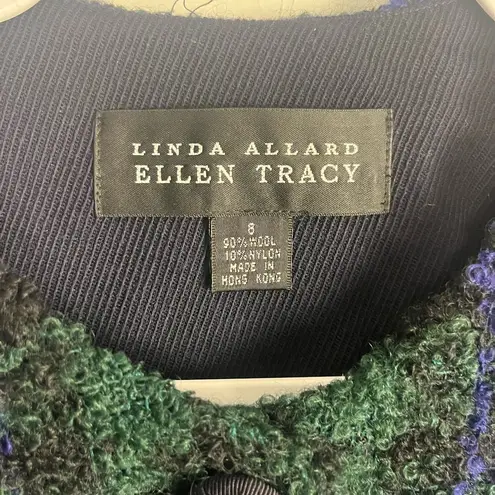 LINDA ALLARD
ELLEN TRACY
8
90% WOOL
10% NYLON
MADE IN
HONG KONG